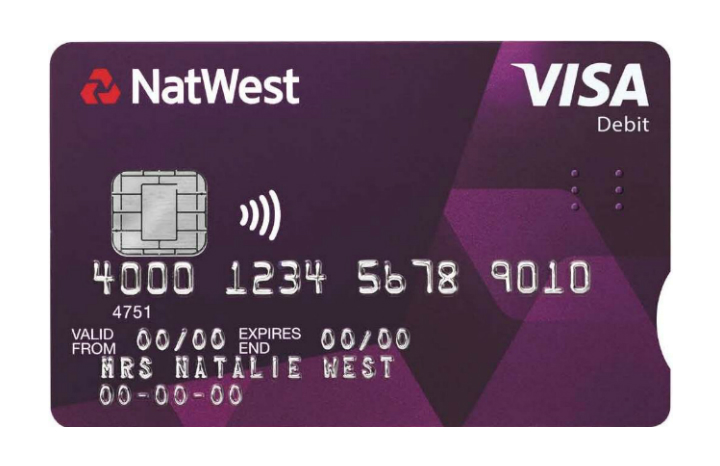 NatWest
VISA
Debit
4000 1234 5678 9010
4751
VALID FROM 00/00 EXPIRES END 00/00
MRS NATALIE WEST
00-00-00